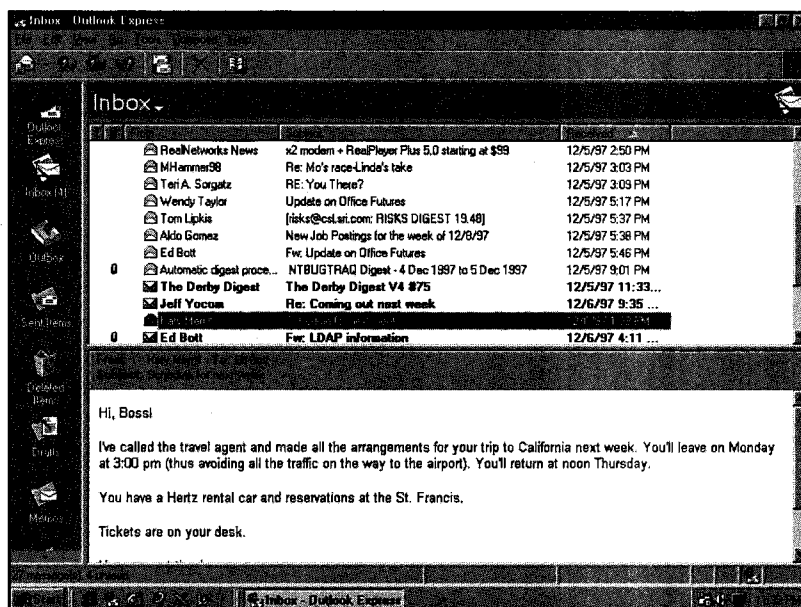 Inbox - Outlook Express
Inbox
Outlook
Express
RealNetworks News x2 modem + RealPlayer Plus 5.0 starting at $99 12/5/97 2:50 PM
MHammer98 Re: Mo's race-Linda's take 12/5/97 3:03 PM
Teri A. Sorgatz RE: You There? 12/5/97 3:09 PM
Inbox (4)
Wendy Taylor Update on Office Futures 12/5/97 5:17 PM
Tom Lipkis [risks@csl.sri.com: RISKS DIGEST 19.48] 12/5/97 5:37 PM
Aldo Gomez New Job Postings for the week of 12/8/97 12/5/97 5:38 PM
Outbox
Ed Bott Fw: Update on Office Futures 12/5/97 5:46 PM
Automatic digest proce... NTBUGTRAQ Digest - 4 Dec 1997 to 5 Dec 1997 12/5/97 9:01 PM
The Derby Digest The Derby Digest V4 #75 12/5/97 11:33...
Jeff Yocom Re: Coming out next week 12/6/97 9:35 ...
Sent Items
Ed Bott Fw: LDAP information 12/6/97 4:11 ...
Deleted
Items
Hi, Boss!
I've called the travel agent and made all the arrangements for your trip to California next week. You'll leave on Monday
at 3:00 pm (thus avoiding all the traffic on the way to the airport). You'll return at noon Thursday.
Drafts
You have a Hertz rental car and reservations at the St. Francis.
Memos
Tickets are on your desk.
Inbox - Outlook Express